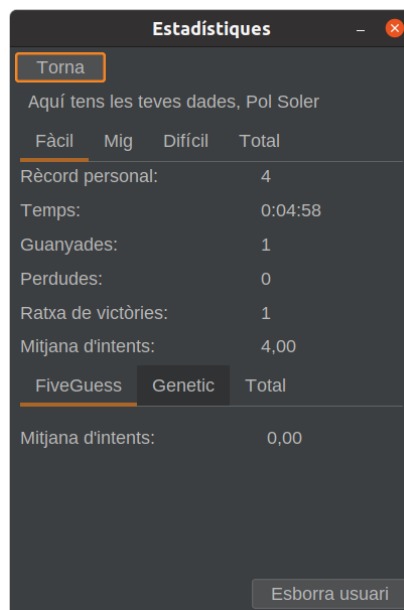 Estadístiques
Torna
Aquí tens les teves dades, Pol Soler
Fàcil Mig Difícil Total
Rècord personal: 4
Temps: 0:04:58
Guanyades: 1
Perdudes: 0
Ratxa de victòries: 1
Mitjana d'intents: 4,00
FiveGuess Genetic Total
Mitjana d'intents: 0,00
Esborra usuari